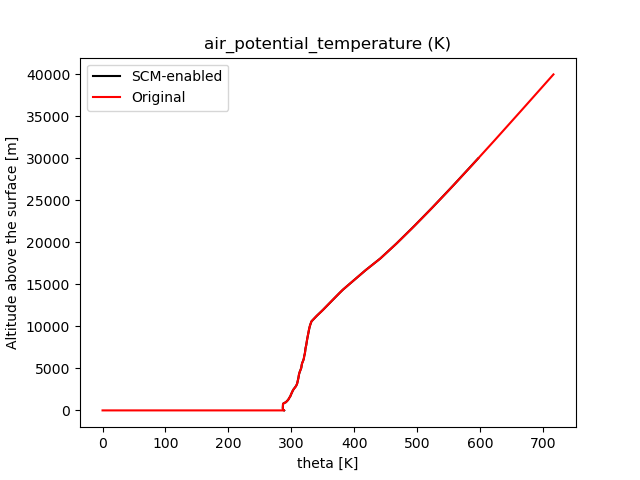 air_potential_temperature (K)
SCM-enabled
Original
Altitude above the surface [m]
40000
35000
30000
25000
20000
15000
10000
5000
0
0 100 200 300 400 500 600 700
theta [K]